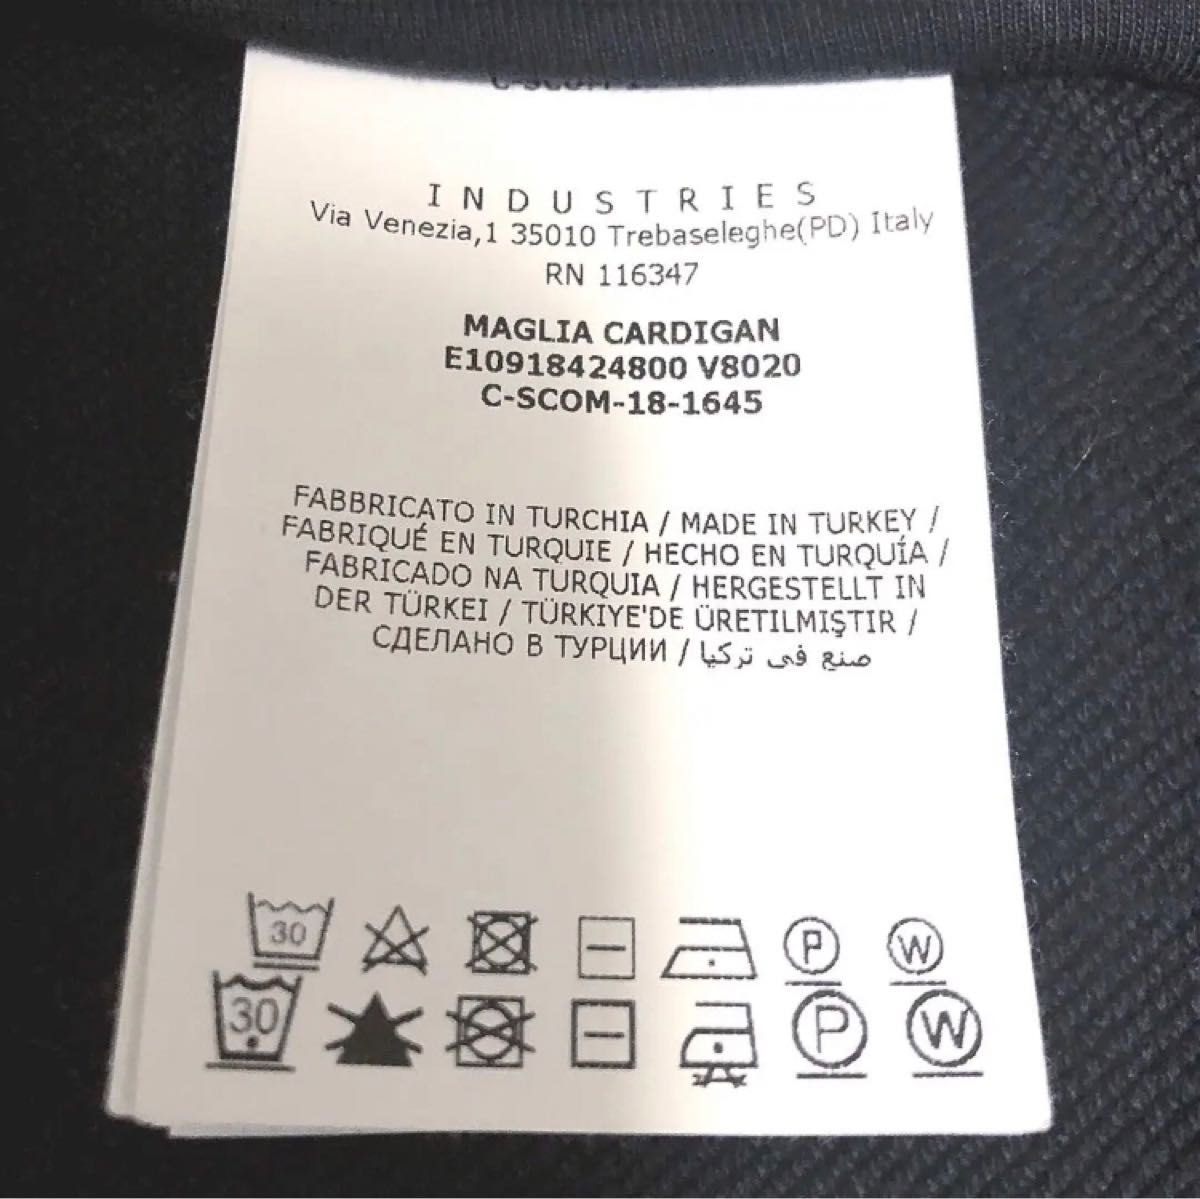 I N D U S T R I E S
Via Venezia,1 35010 Trebaseleghe(PD) Italy
RN 116347
MAGLIA CARDIGAN
E10918424800 V8020
C-SCOM-18-1645
FABBRICATO IN TURCHIA / MADE IN TURKEY /
FABRIQUÉ EN TURQUIE / HECHO EN TURQUÍA /
FABRICADO NA TURQUIA / HERGESTELLT IN
DER TÜRKEI / TÜRKIYE'DE ÜRETILMIŞTIR /
СДЕЛАНО В ТУРЦИИ / صنع في تركيا
30 P W
30 P W